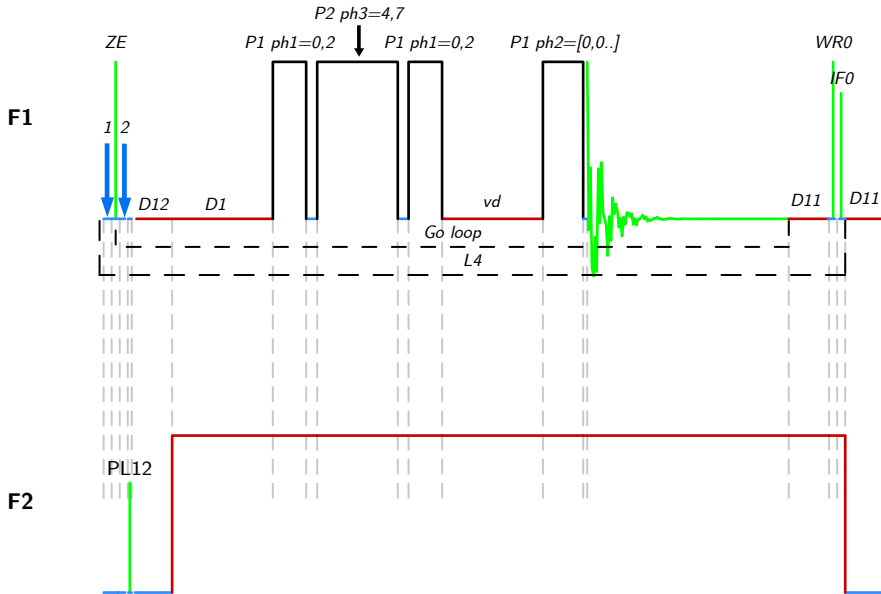 P2 ph3=4,7
ZE
P1 ph1=0,2
P1 ph1=0,2
P1 ph2=[0,0..]
WR0
IF0
F1
1
2
D12
D1
vd
D11
D11
Go loop
L4
PL12
F2